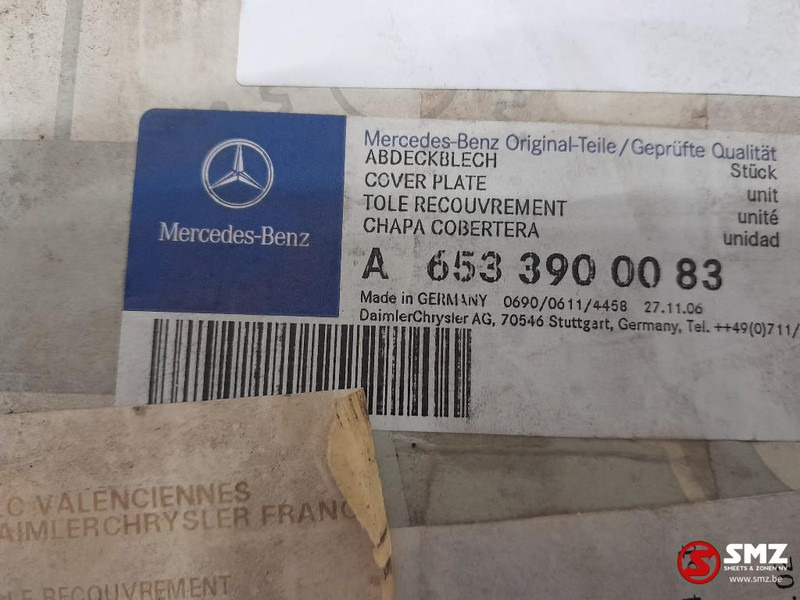 Mercedes-Benz
Mercedes-Benz Original-Teile/Geprüfte Qualität
ABDECKBLECH Stück
COVER PLATE unit
TOLE RECOUVREMENT unité
CHAPA COBERTERA unidad
A 653 390 00 83
Made in GERMANY 0690/0611/4458 27.11.06
DaimlerChrysler AG, 70546 Stuttgart, Germany, Tel. ++49(0)711/
VALENCIENNES
AIMLERCHRYSLER FRANC
TOLE RECOUVREMENT
SMZ
SHEETS & ZONEN NV
www.smz.be